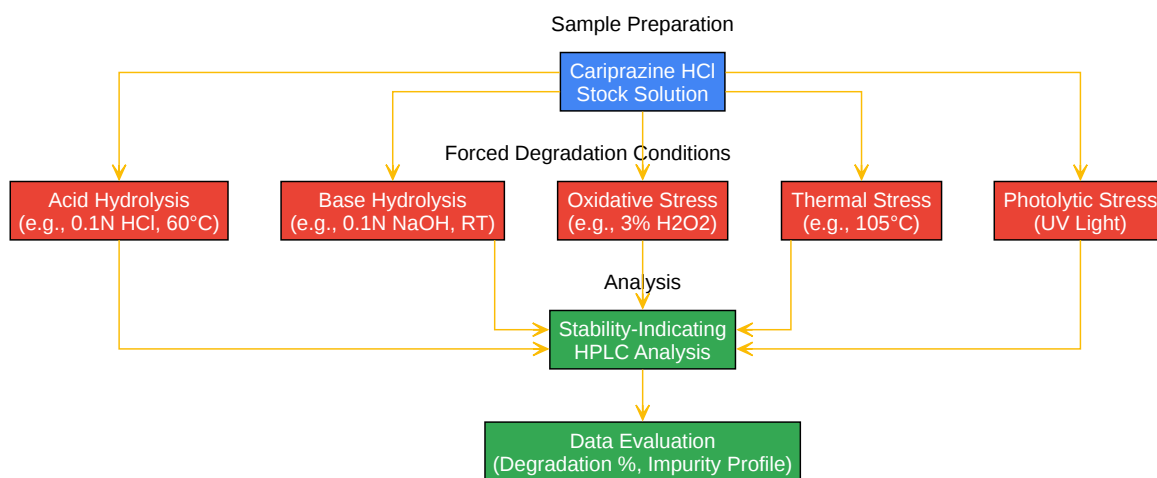 Sample Preparation
Cariprazine HCl
Stock Solution
Forced Degradation Conditions
Acid Hydrolysis
(e.g., 0.1N HCl, 60°C)
Base Hydrolysis
(e.g., 0.1N NaOH, RT)
Oxidative Stress
(e.g., 3% H2O2)
Thermal Stress
(e.g., 105°C)
Photolytic Stress
(UV Light)
Analysis
Stability-Indicating
HPLC Analysis
Data Evaluation
(Degradation %, Impurity Profile)